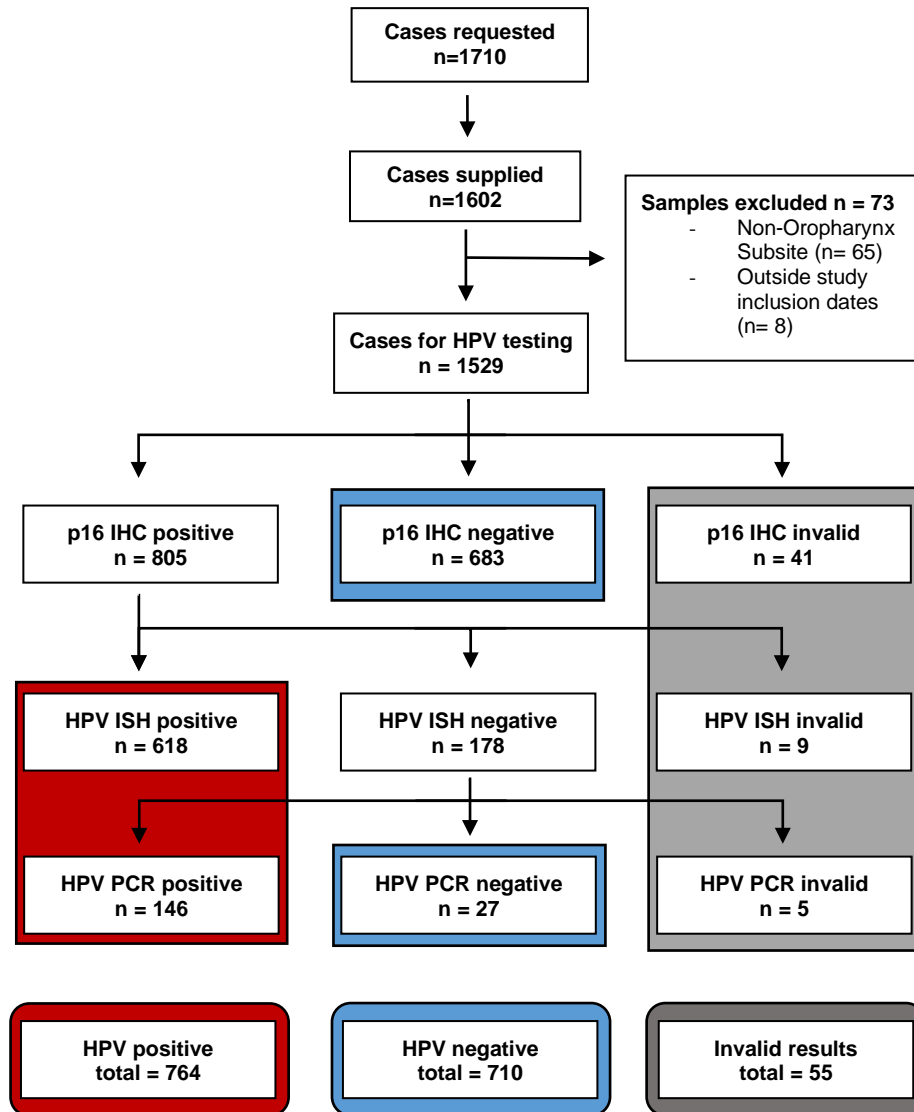 Cases requested
n=1710
Cases supplied
n=1602
Samples excluded n = 73
- Non-Oropharynx
Subsite (n= 65)
- Outside study
inclusion dates
(n= 8)
Cases for HPV testing
n = 1529
p16 IHC positive
n = 805
p16 IHC negative
n = 683
p16 IHC invalid
n = 41
HPV ISH positive
n = 618
HPV ISH negative
n = 178
HPV ISH invalid
n = 9
HPV PCR positive
n = 146
HPV PCR negative
n = 27
HPV PCR invalid
n = 5
HPV positive
total = 764
HPV negative
total = 710
Invalid results
total = 55